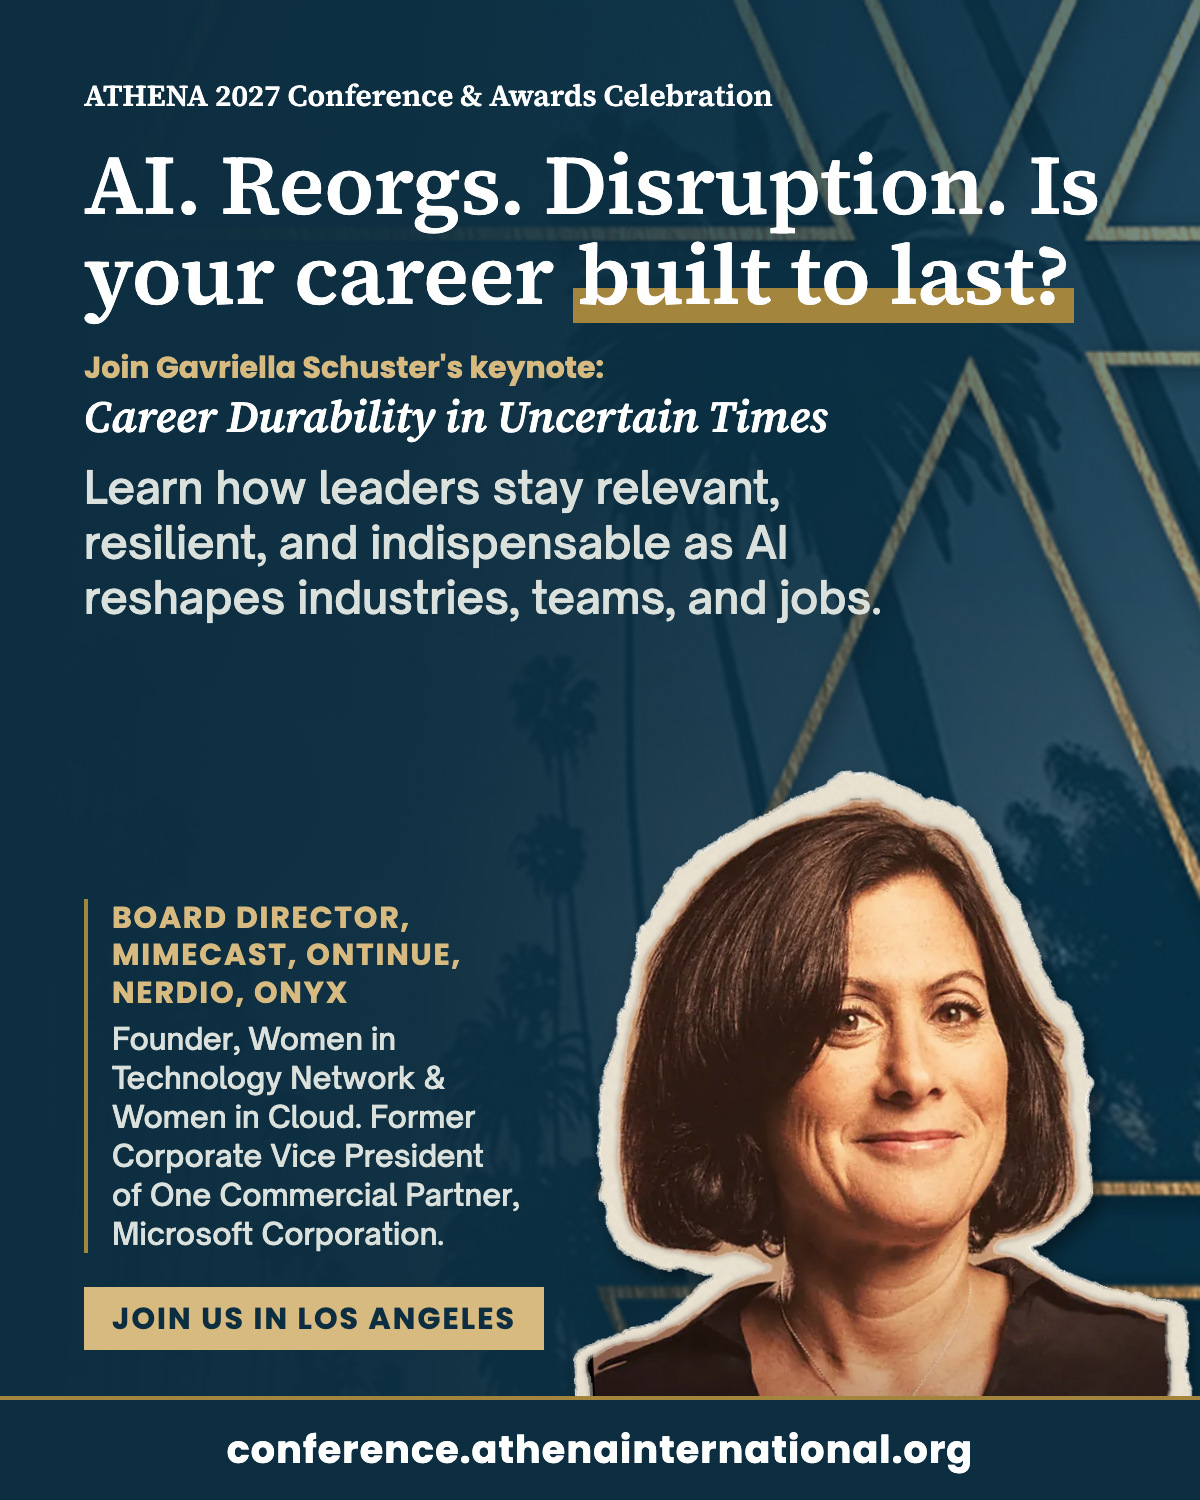 ATHENA 2027 Conference & Awards Celebration
AI. Reorgs. Disruption. Is
your career built to last?
Join Gavriella Schuster's keynote:
Career Durability in Uncertain Times
Learn how leaders stay relevant,
resilient, and indispensable as AI
reshapes industries, teams, and jobs.
BOARD DIRECTOR,
MIMECAST, ONTINUE,
NERDIO, ONYX
Founder, Women in
Technology Network &
Women in Cloud. Former
Corporate Vice President
of One Commercial Partner,
Microsoft Corporation.
JOIN US IN LOS ANGELES
conference.athenainternational.org